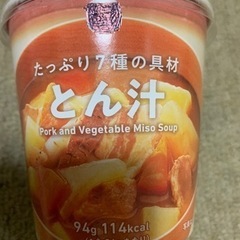 たっぷり7種の具材
とん汁
Pork and Vegetable Miso Soup
94g 114kcal